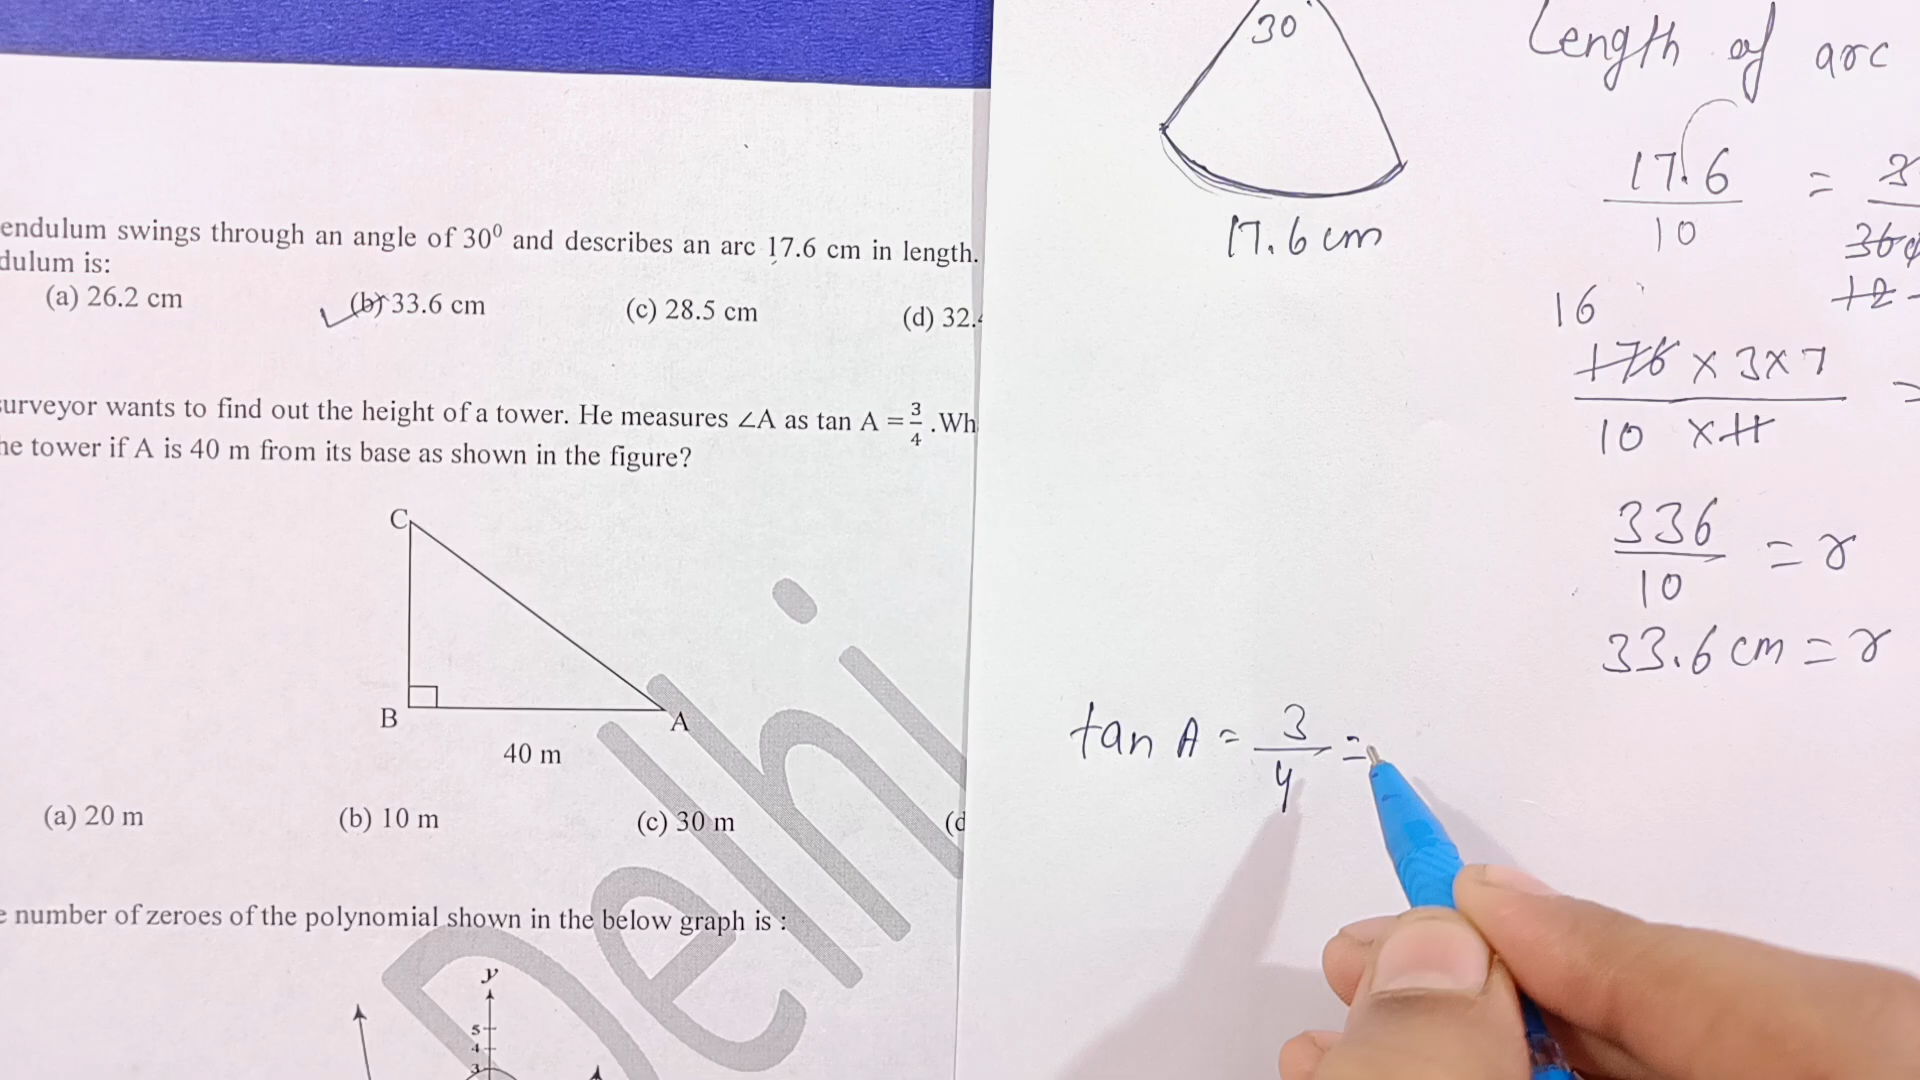 endulum swings through an angle of 30⁰ and describes an arc 17.6 cm in length.
dulum is:
(a) 26.2 cm (b) 33.6 cm (c) 28.5 cm (d) 32.
surveyor wants to find out the height of a tower. He measures ∠A as tan A = 3/4 . Wh
he tower if A is 40 m from its base as shown in the figure?
C
B
A
40 m
(a) 20 m (b) 10 m (c) 30 m (d
e number of zeroes of the polynomial shown in the below graph is :
y
5
4
3
Delhi
30
17.6 cm
Length of arc
17.6/10 =
16
176 × 3 × 7 / 10 × 11 =
336/10 = r
33.6 cm = r
tan A = 3/4 =